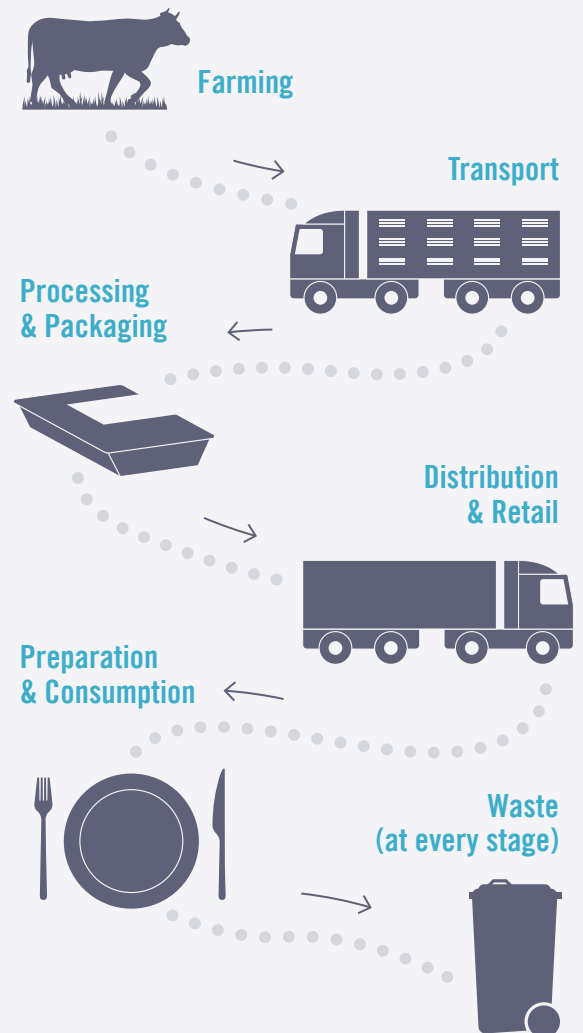 Farming
Transport
Processing
& Packaging
Distribution
& Retail
Preparation
& Consumption
Waste
(at every stage)